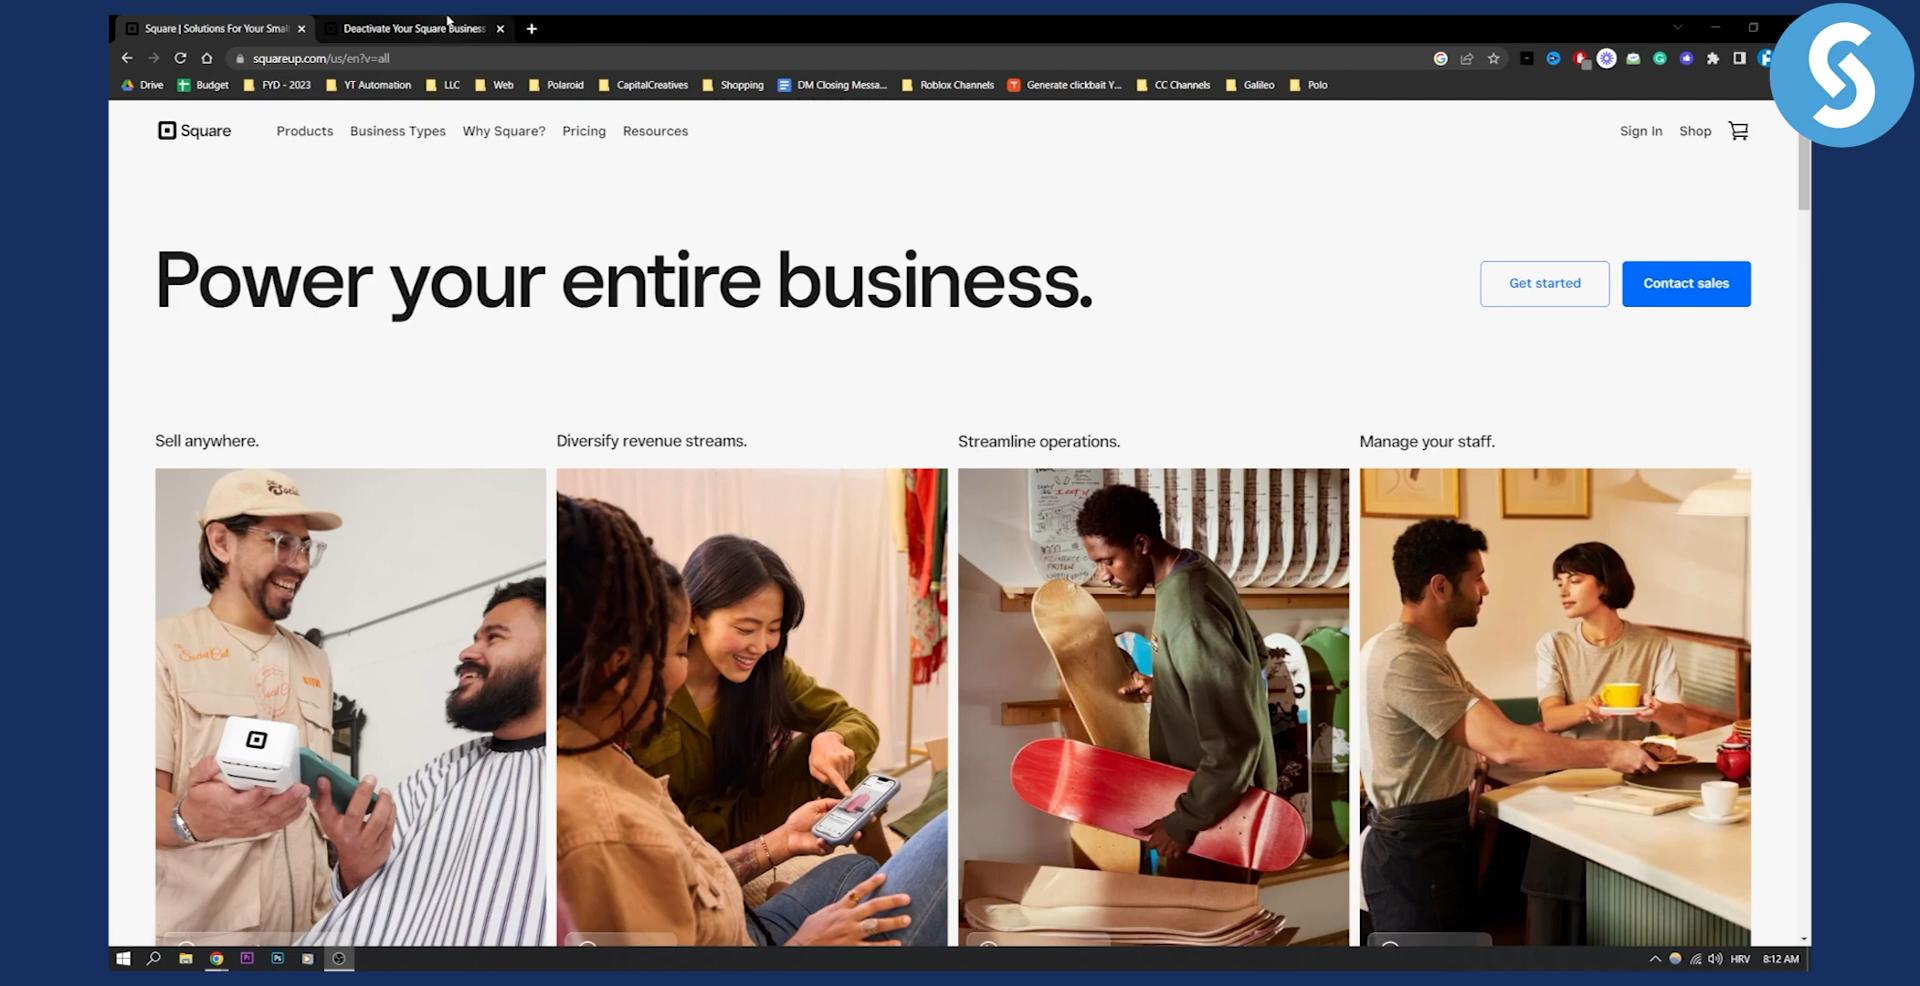 Square | Solutions For Your Smal
Deactivate Your Square Business
squareup.com/us/en?v=all
Drive
Budget
FYD - 2023
YT Automation
LLC
Web
Polaroid
CapitalCreatives
Shopping
DM Closing Messa...
Roblox Channels
Generate clickbait Y...
CC Channels
Galileo
Polo
Square
Products
Business Types
Why Square?
Pricing
Resources
Sign In
Shop
Power your entire business.
Get started
Contact sales
Sell anywhere.
Diversify revenue streams.
Streamline operations.
Manage your staff.
HRV
8:12 AM